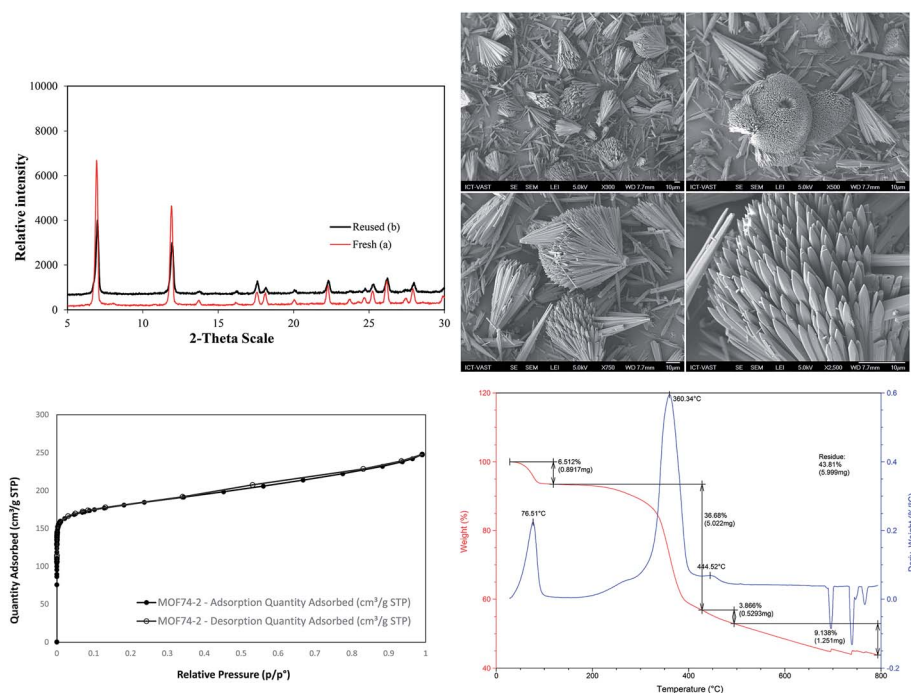 10000
8000
6000
4000
2000
0
Relative intensity
Reused (b)
Fresh (a)
5 10 15 20 25 30
2-Theta Scale
ICT-VAST SE SEM LEI 5.0kV X300 WD 7.7mm 10μm
ICT-VAST SE SEM LEI 5.0kV X500 WD 7.7mm 10μm
ICT-VAST SE SEM LEI 5.0kV X750 WD 7.7mm 10μm
ICT-VAST SE SEM LEI 5.0kV X2,500 WD 7.7mm 10μm
300
250
200
150
100
50
0
Quantity Adsorbed (cm³/g STP)
MOF74-2 - Adsorption Quantity Adsorbed (cm³/g STP)
MOF74-2 - Desorption Quantity Adsorbed (cm³/g STP)
0 0.1 0.2 0.3 0.4 0.5 0.6 0.7 0.8 0.9 1
Relative Pressure (p/p°)
120
100
80
60
40
Weight (%)
0.6
0.4
0.2
0.0
-0.2
360.34°C
6.512%
(0.8917mg)
Residue:
43.81%
(5.999mg)
76.51°C
36.68%
(5.022mg)
444.52°C
3.866%
(0.5293mg)
9.138%
(1.251mg)
0 200 400 600 800
Temperature (°C)